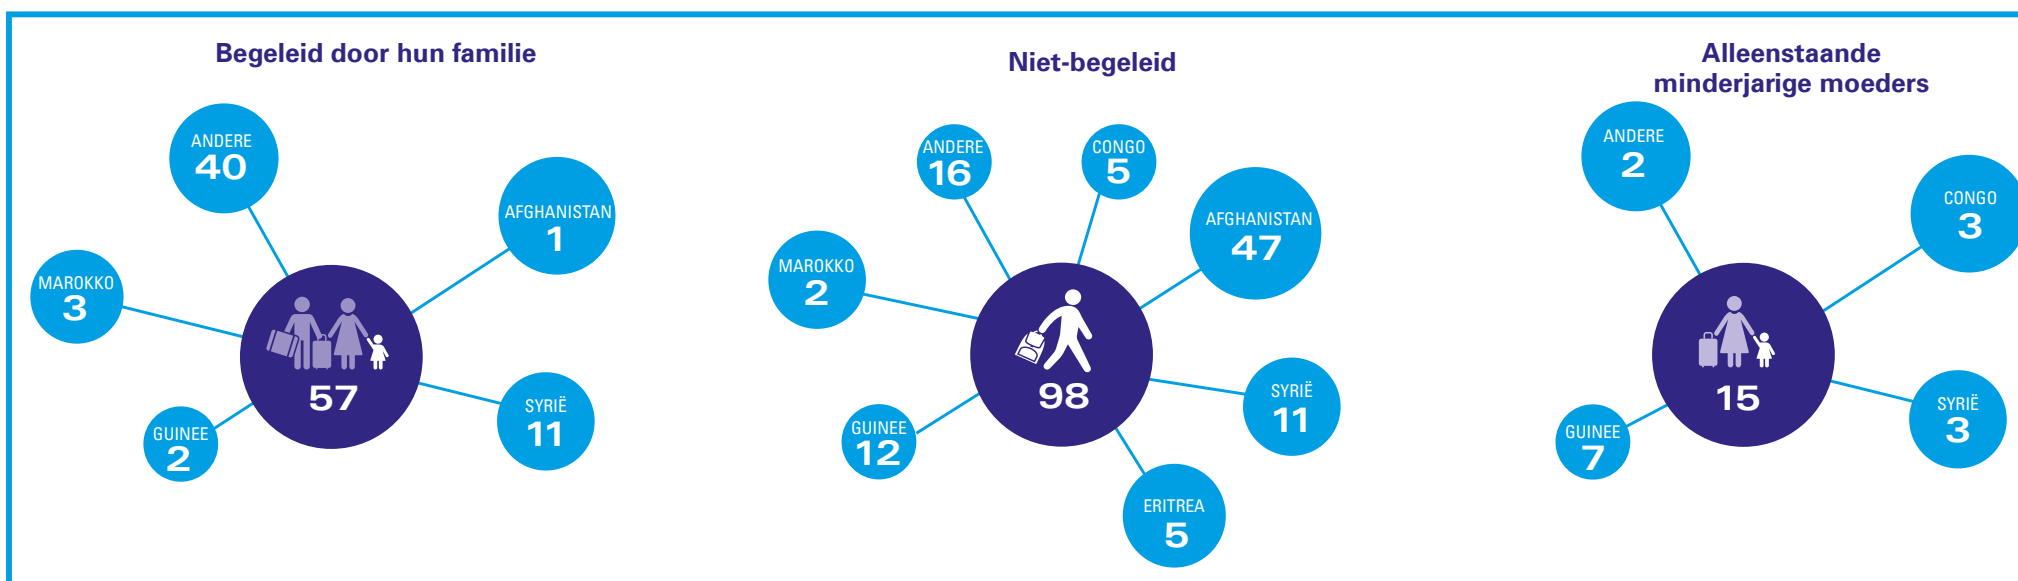 Begeleid door hun familie
ANDERE
40
AFGHANISTAN
1
MAROKKO
3
57
SYRIË
11
GUINEE
2
Niet-begeleid
ANDERE
16
CONGO
5
AFGHANISTAN
47
MAROKKO
2
98
SYRIË
11
GUINEE
12
ERITREA
5
Alleenstaande
minderjarige moeders
ANDERE
2
CONGO
3
15
SYRIË
3
GUINEE
7